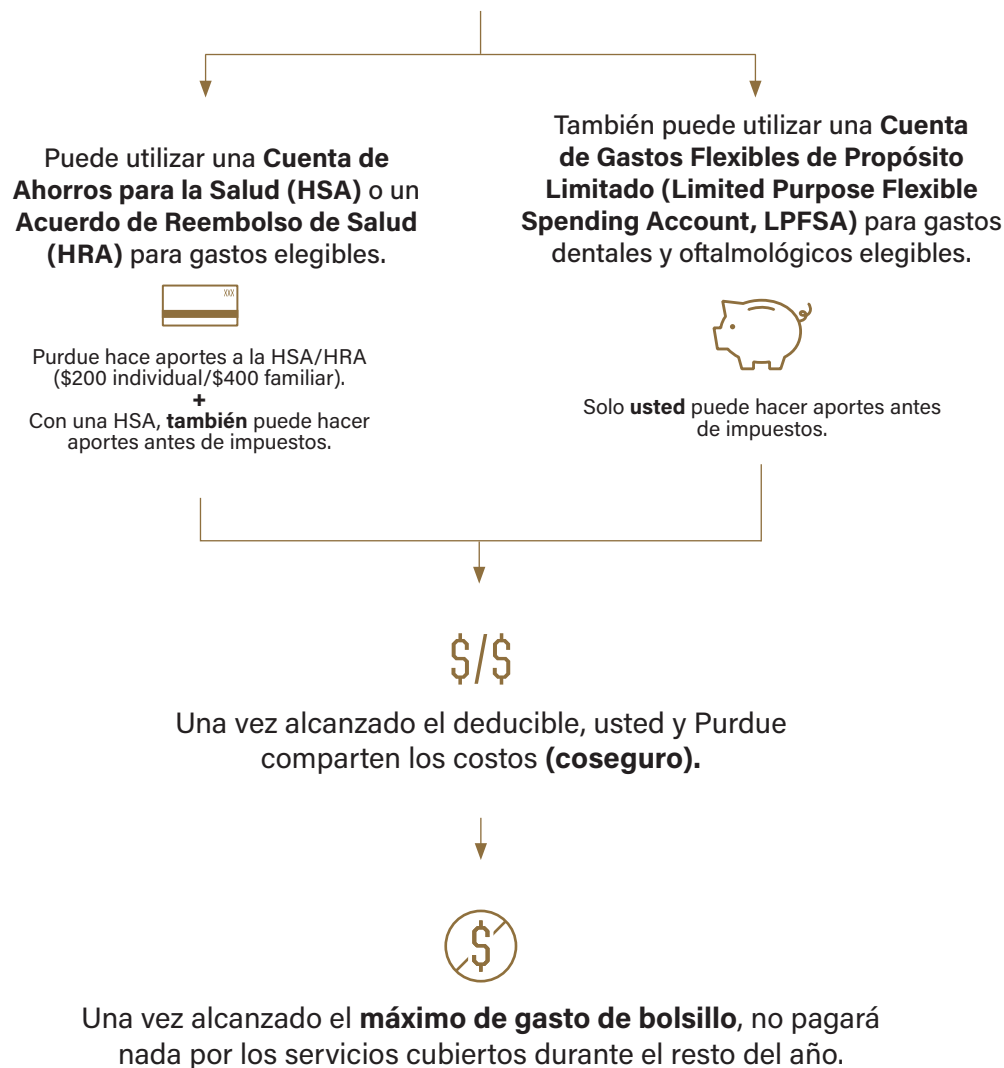 Puede utilizar una Cuenta de
Ahorros para la Salud (HSA) o un
Acuerdo de Reembolso de Salud
(HRA) para gastos elegibles.
XXX
Purdue hace aportes a la HSA/HRA
($200 individual/$400 familiar).
+
Con una HSA, también puede hacer
aportes antes de impuestos.
También puede utilizar una Cuenta
de Gastos Flexibles de Propósito
Limitado (Limited Purpose Flexible
Spending Account, LPFSA) para gastos
dentales y oftalmológicos elegibles.
Solo usted puede hacer aportes antes
de impuestos.
$/$
Una vez alcanzado el deducible, usted y Purdue
comparten los costos (coseguro).
$
Una vez alcanzado el máximo de gasto de bolsillo, no pagará
nada por los servicios cubiertos durante el resto del año.